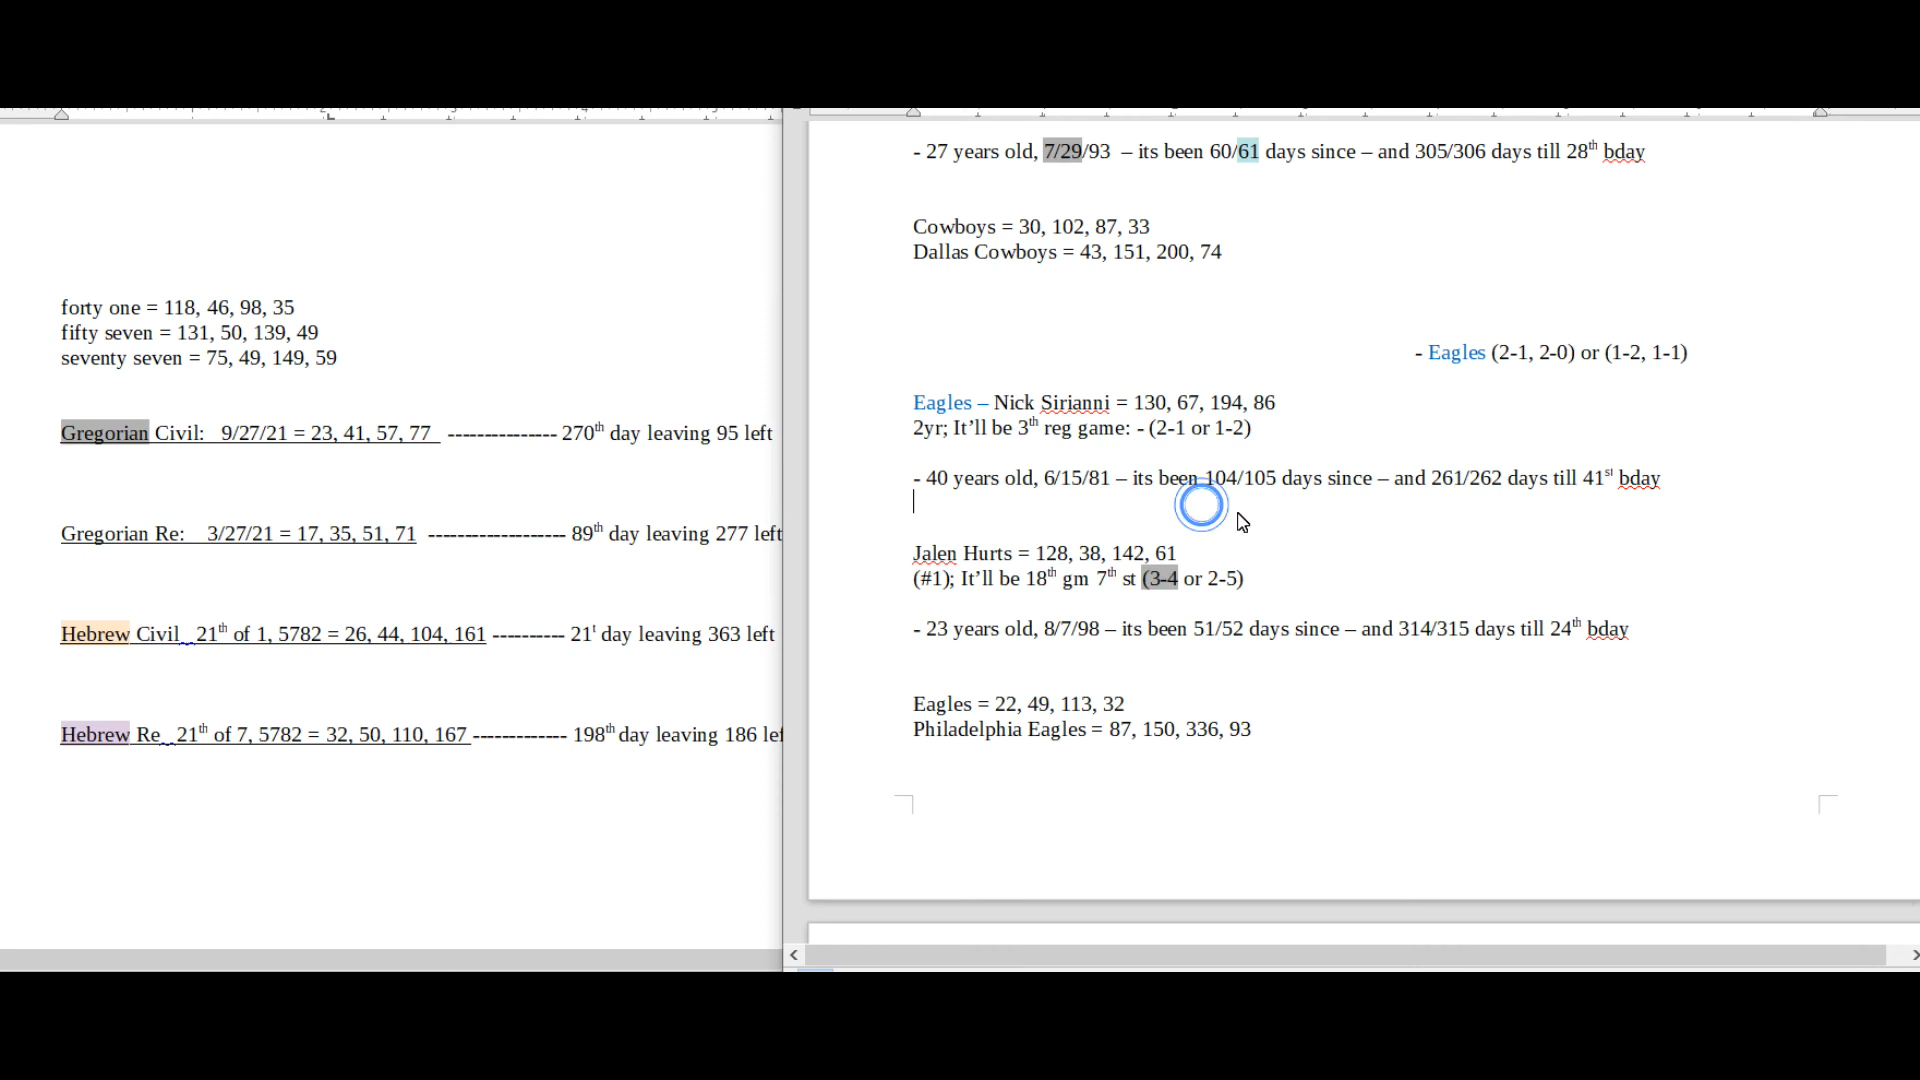 forty one = 118, 46, 98, 35
fifty seven = 131, 50, 139, 49
seventy seven = 75, 49, 149, 59
Gregorian Civil: 9/27/21 = 23, 41, 57, 77 --------------- 270th day leaving 95 left
Gregorian Re: 3/27/21 = 17, 35, 51, 71 ------------------- 89th day leaving 277 left
Hebrew Civil 21th of 1, 5782 = 26, 44, 104, 161 ---------- 21t day leaving 363 left
Hebrew Re 21th of 7, 5782 = 32, 50, 110, 167 ------------- 198th day leaving 186 lef
- 27 years old, 7/29/93 – its been 60/61 days since – and 305/306 days till 28th bday
Cowboys = 30, 102, 87, 33
Dallas Cowboys = 43, 151, 200, 74
- Eagles (2-1, 2-0) or (1-2, 1-1)
Eagles – Nick Sirianni = 130, 67, 194, 86
2yr; It’ll be 3th reg game: - (2-1 or 1-2)
- 40 years old, 6/15/81 – its been 104/105 days since – and 261/262 days till 41st bday
Jalen Hurts = 128, 38, 142, 61
(#1); It’ll be 18th gm 7th st (3-4 or 2-5)
- 23 years old, 8/7/98 – its been 51/52 days since – and 314/315 days till 24th bday
Eagles = 22, 49, 113, 32
Philadelphia Eagles = 87, 150, 336, 93